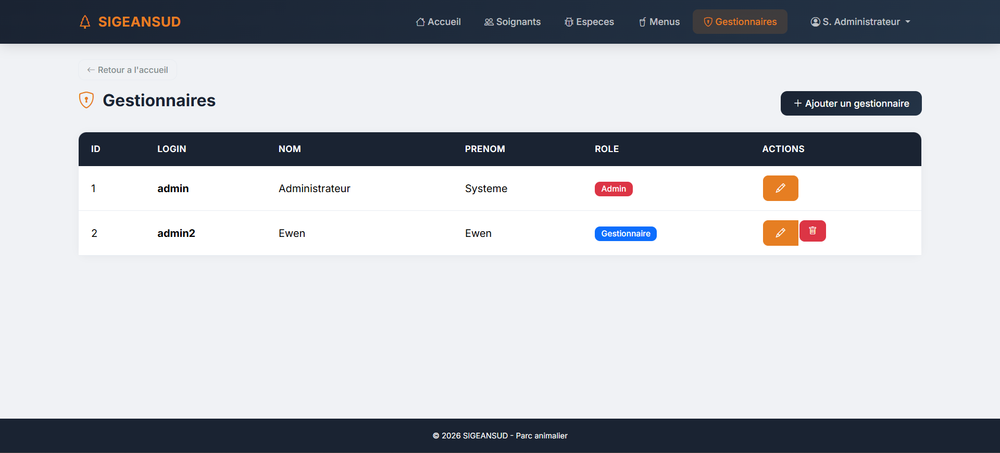 SIGEANSUD Accueil Soignants Especes Menus Gestionnaires S. Administrateur
← Retour a l'accueil
Gestionnaires
+ Ajouter un gestionnaire
ID LOGIN NOM PRENOM ROLE ACTIONS
1 admin Administrateur Systeme Admin
2 admin2 Ewen Ewen Gestionnaire
© 2026 SIGEANSUD - Parc animalier